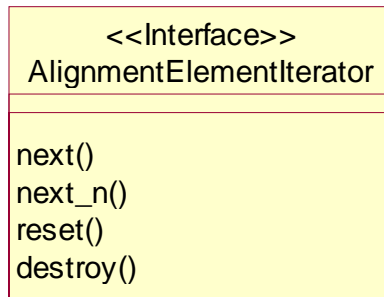 <<Interface>>
AlignmentElementIterator
next()
next_n()
reset()
destroy()